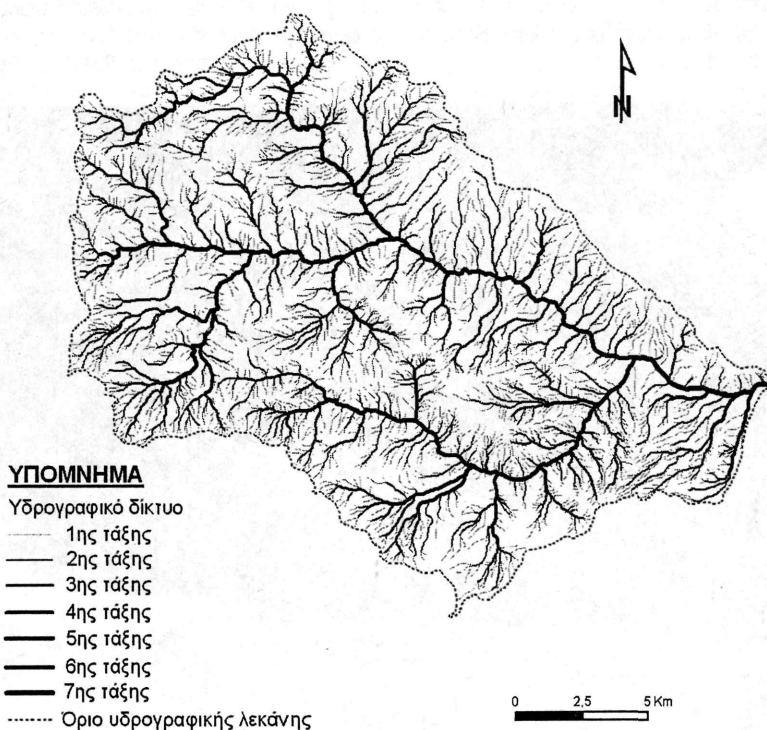 N
ΥΠΟΜΝΗΜΑ
Υδρογραφικό δίκτυο
1ης τάξης
2ης τάξης
3ης τάξης
4ης τάξης
5ης τάξης
6ης τάξης
7ης τάξης
Όριο υδρογραφικής λεκάνης
0 2,5 5 Km